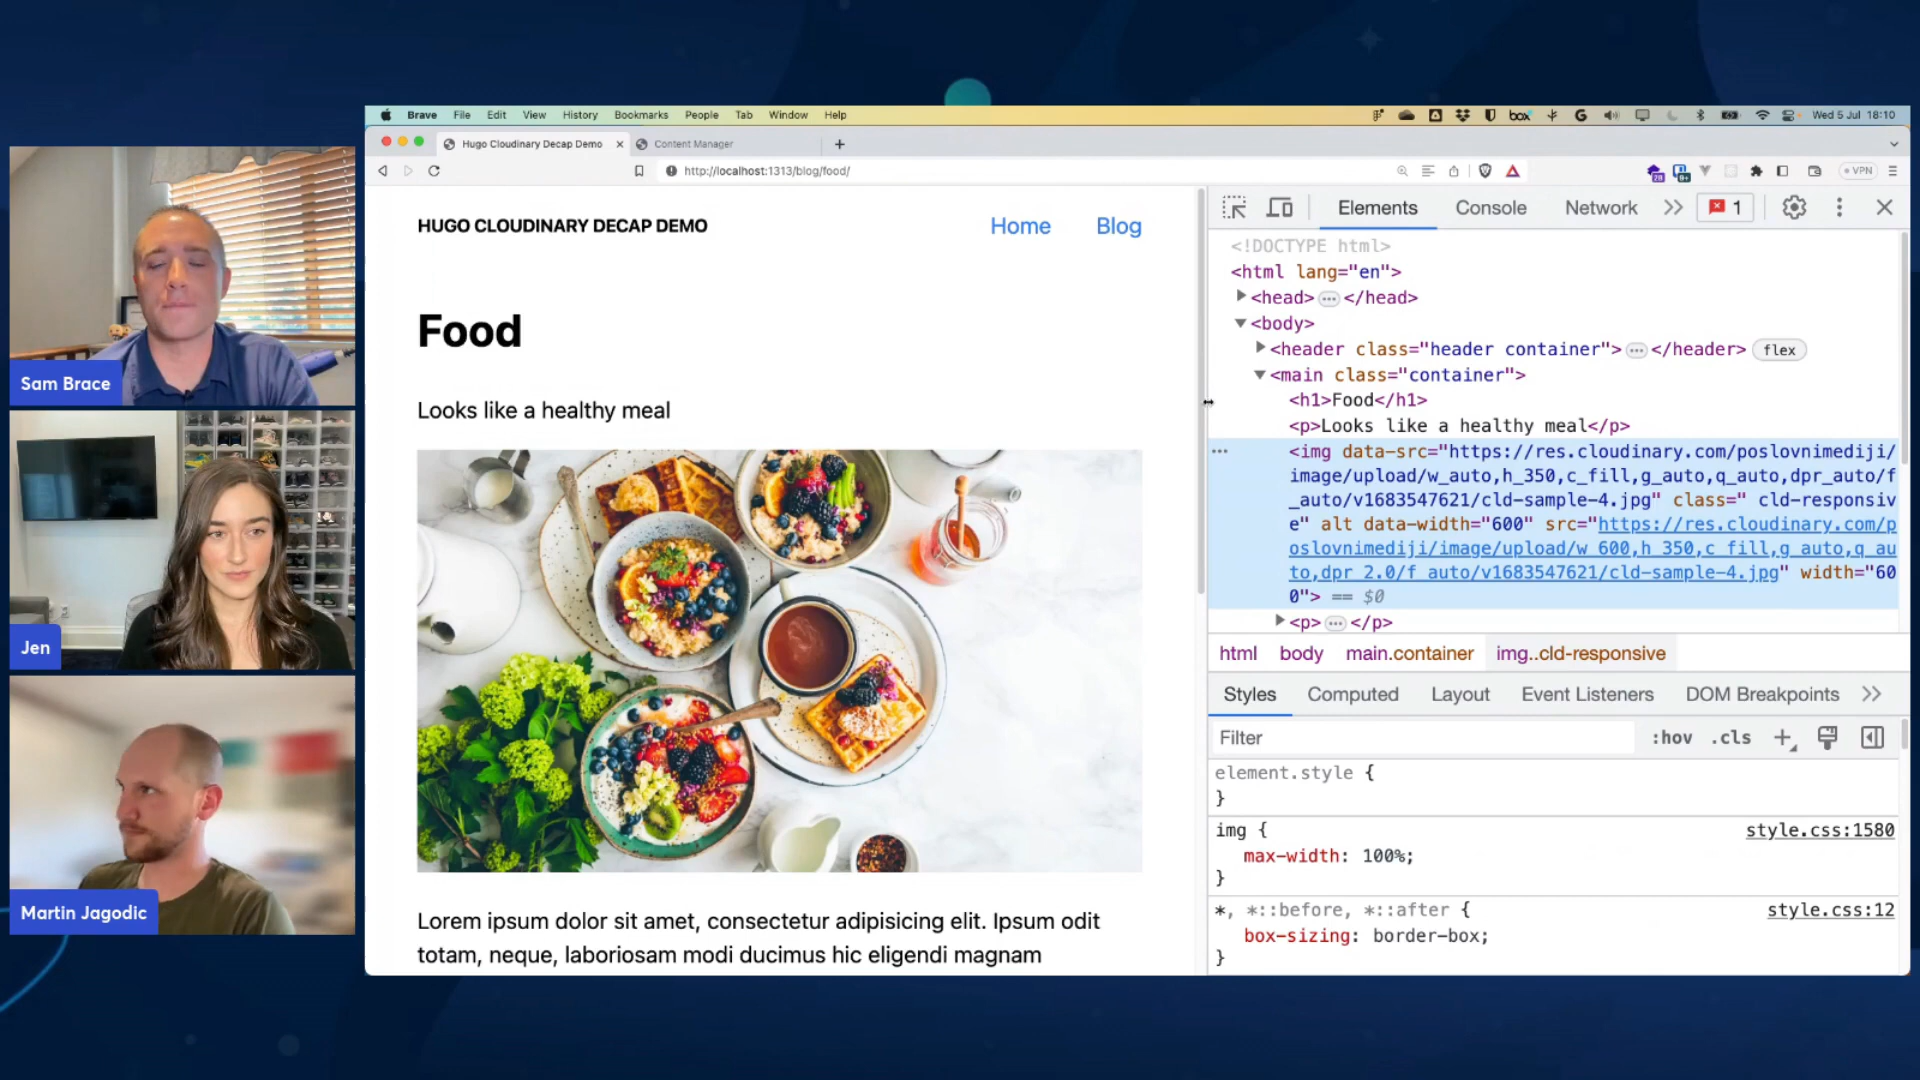 Brave File Edit View History Bookmarks People Tab Window Help
box Wed 5 Jul 18:10
Hugo Cloudinary Decap Demo
Content Manager
http://localhost:1313/blog/food/
VPN
HUGO CLOUDINARY DECAP DEMO
Home Blog
Food
Looks like a healthy meal
Lorem ipsum dolor sit amet, consectetur adipisicing elit. Ipsum odit
totam, neque, laboriosam modi ducimus hic eligendi magnam
Elements Console Network 1
<!DOCTYPE html>
<html lang="en">
<head> </head>
<body>
<header class="header container"> </header> flex
<main class="container">
<h1>Food</h1>
<p>Looks like a healthy meal</p>
<img data-src="https://res.cloudinary.com/poslovnimediji/
image/upload/w_auto,h_350,c_fill,g_auto,q_auto,dpr_auto/f
_auto/v1683547621/cld-sample-4.jpg" class=" cld-responsiv
e" alt data-width="600" src="https://res.cloudinary.com/p
oslovnimediji/image/upload/w_600,h_350,c_fill,g_auto,q_au
to,dpr_2.0/f_auto/v1683547621/cld-sample-4.jpg" width="60
0"> == $0
<p> </p>
html body main.container img..cld-responsive
Styles Computed Layout Event Listeners DOM Breakpoints
Filter :hov .cls
element.style {
}
img { style.css:1580
max-width: 100%;
}
*, *::before, *::after { style.css:12
box-sizing: border-box;
}
Sam Brace
Jen
Martin Jagodic